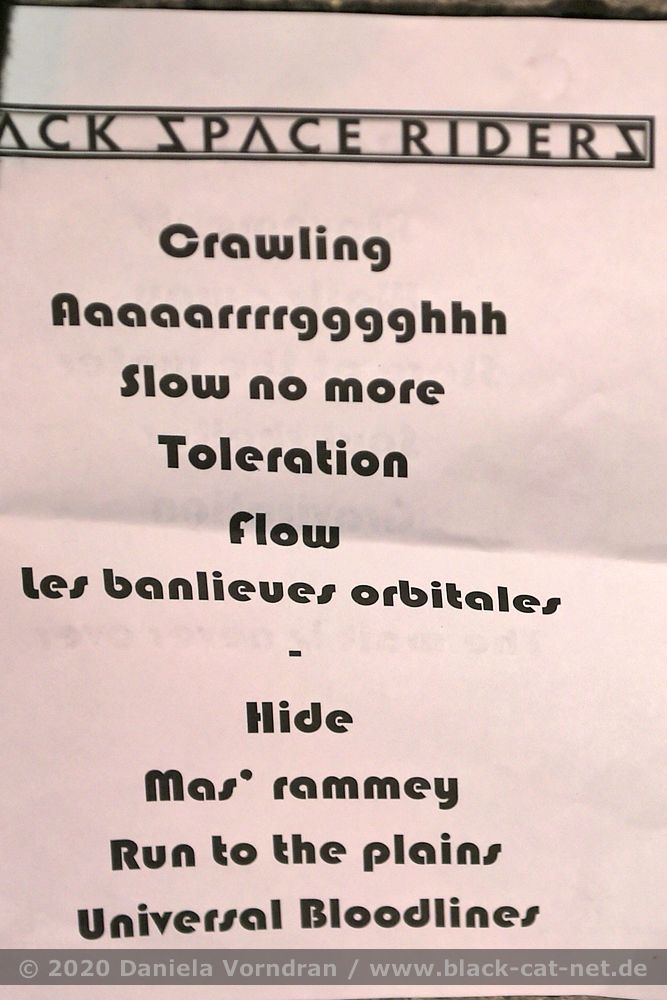 ACK SPACE RIDERS
Crawling
Aaaaarrrrggggghhh
Slow no more
Toleration
Flow
Les banlieues orbitales
-
Hide
Mas' rammey
Run to the plains
Universal Bloodlines
© 2020 Daniela Vorndran / www.black-cat-net.de